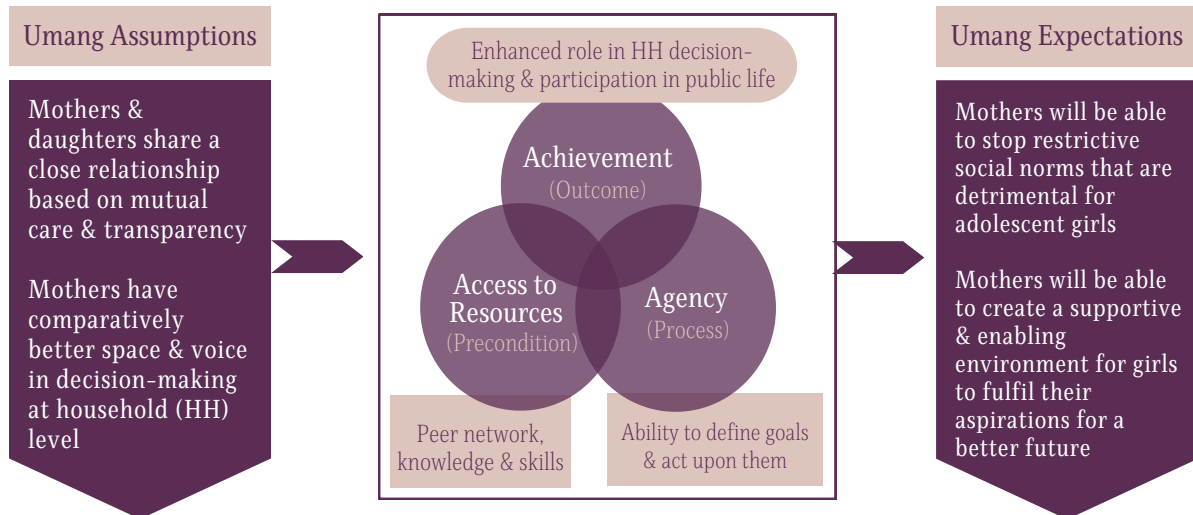 Umang Assumptions
Mothers &
daughters share a
close relationship
based on mutual
care & transparency
Mothers have
comparatively
better space & voice
in decision-making
at household (HH)
level
Enhanced role in HH decision-
making & participation in public life
Achievement
(Outcome)
Access to
Resources
(Precondition)
Agency
(Process)
Peer network,
knowledge & skills
Ability to define goals
& act upon them
Umang Expectations
Mothers will be able
to stop restrictive
social norms that are
detrimental for
adolescent girls
Mothers will be able
to create a supportive
& enabling
environment for girls
to fulfil their
aspirations for a
better future